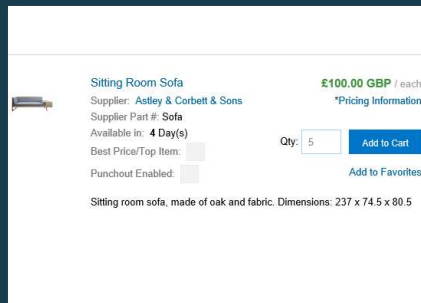 Sitting Room Sofa
£100.00 GBP / each
Supplier: Astley & Corbett & Sons
*Pricing Information
Supplier Part #: Sofa
Available in: 4 Day(s)
Qty: 5 Add to Cart
Best Price/Top Item:
Punchout Enabled:
Add to Favorites
Sitting room sofa, made of oak and fabric. Dimensions: 237 x 74.5 x 80.5